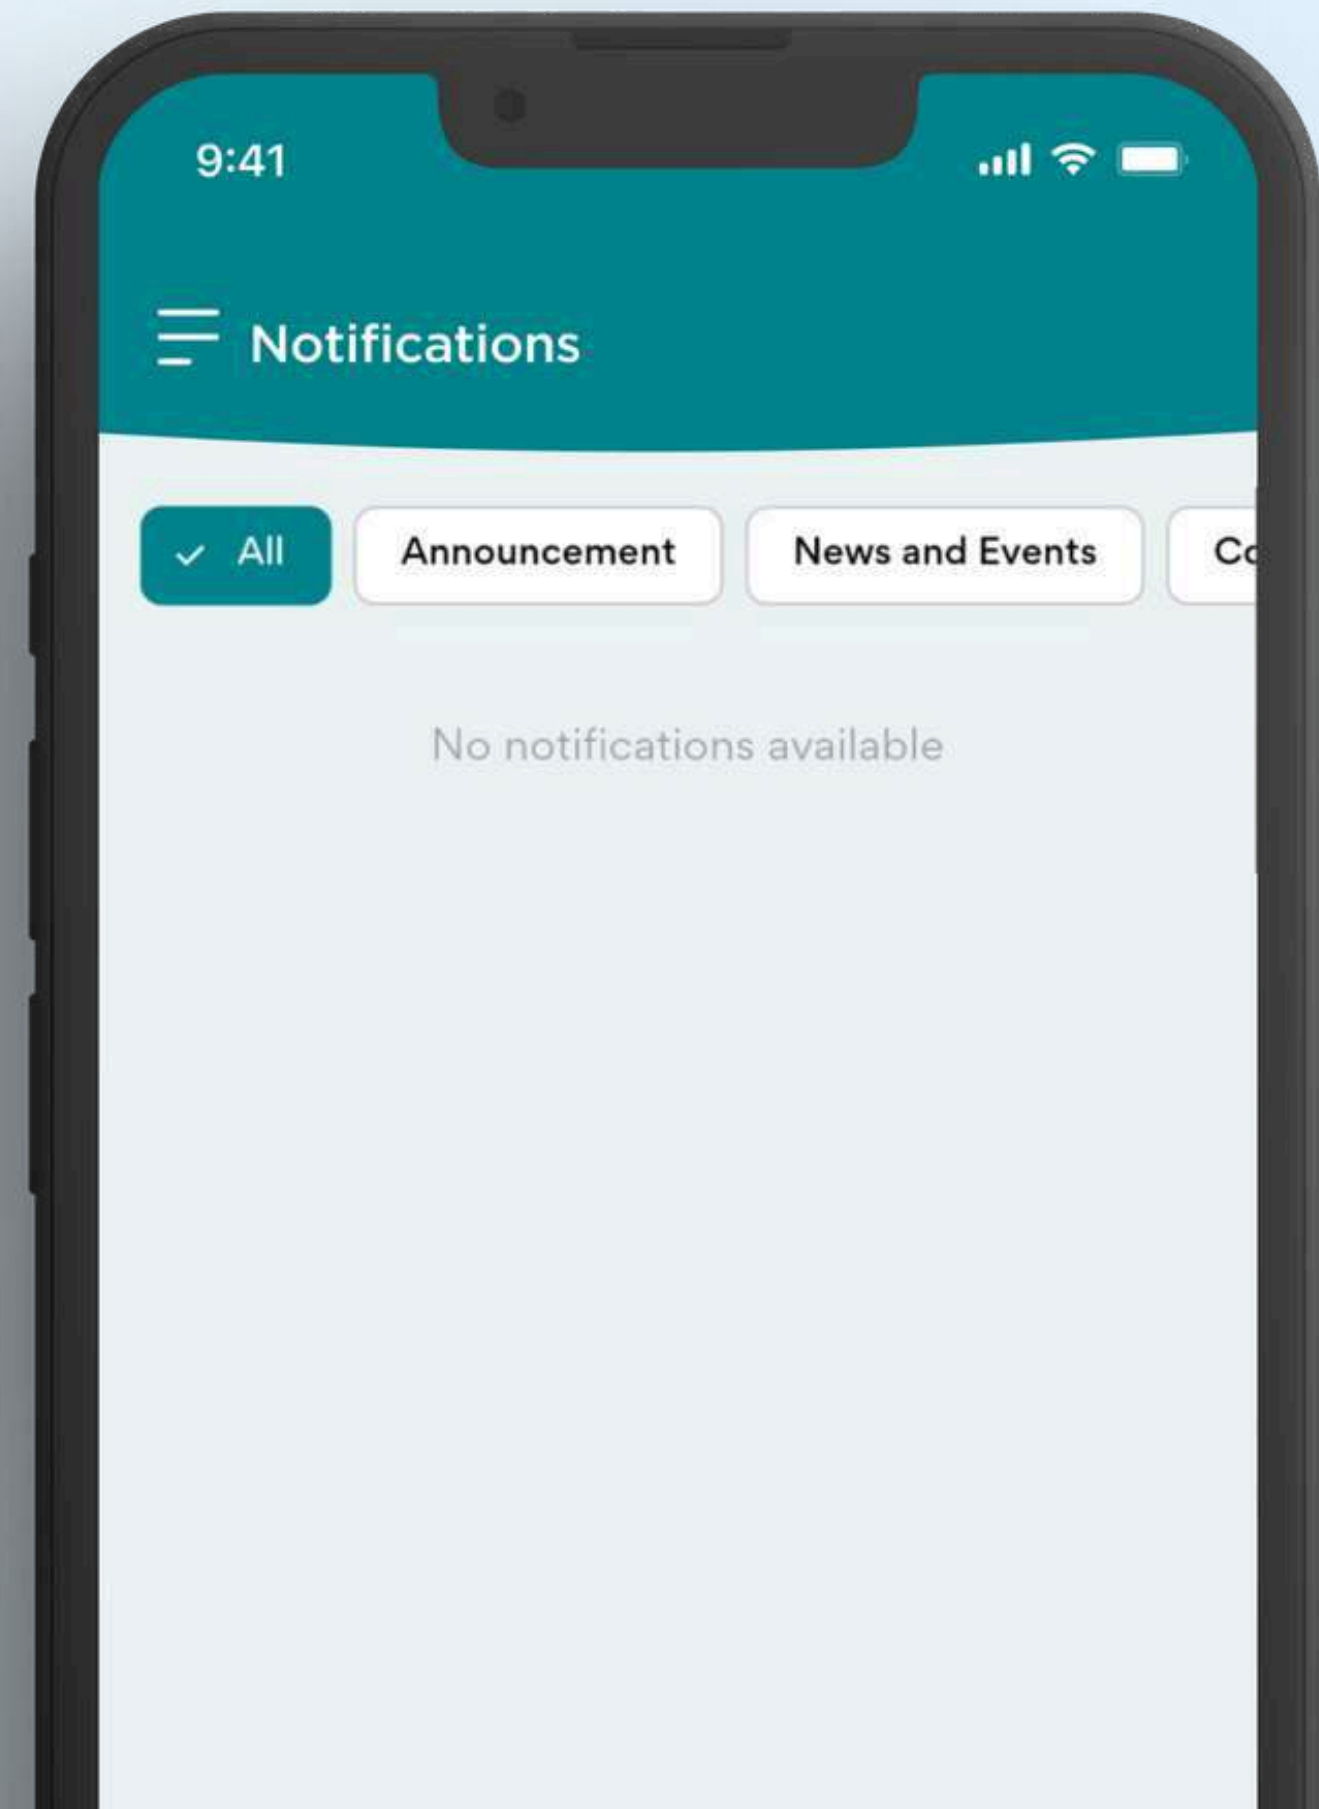 9:41
Notifications
All
Announcement
News and Events
No notifications available